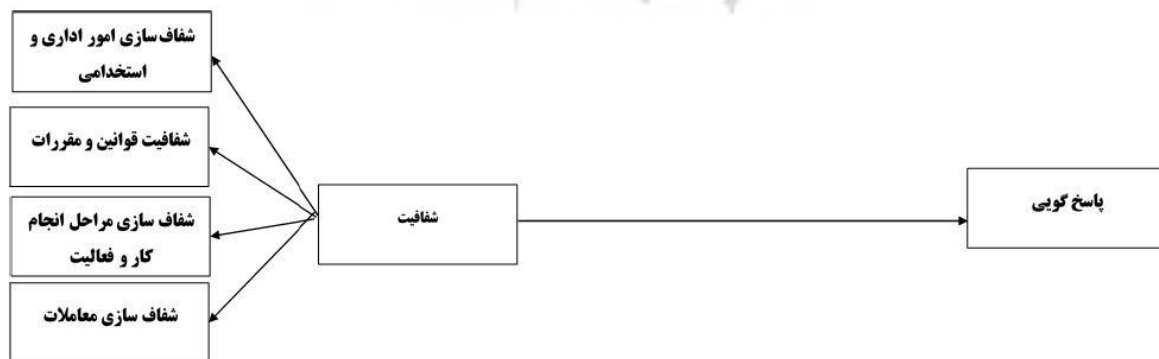 شفاف‌سازی امور اداری و
استخدامی
شفافیت قوانین و مقررات
شفاف سازی مراحل انجام
کار و فعالیت
شفاف سازی معاملات
شفافیت
پاسخ گویی